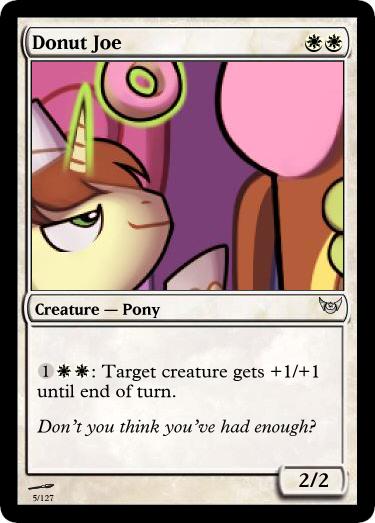 Donut Joe
Creature — Pony
1: Target creature gets +1/+1
until end of turn.
Don't you think you've had enough?
2/2
5/127